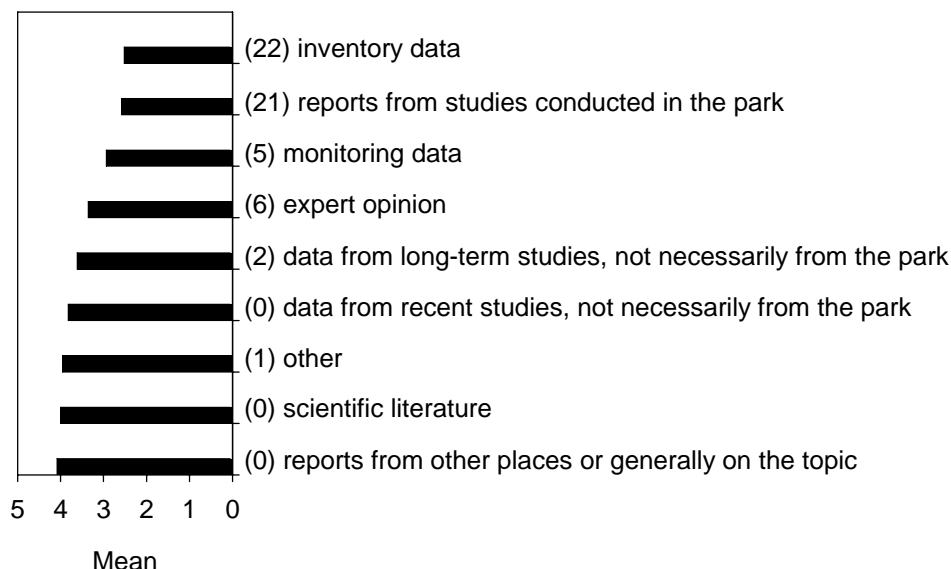 (22) inventory data
(21) reports from studies conducted in the park
(5) monitoring data
(6) expert opinion
(2) data from long-term studies, not necessarily from the park
(0) data from recent studies, not necessarily from the park
(1) other
(0) scientific literature
(0) reports from other places or generally on the topic
5 4 3 2 1 0
Mean